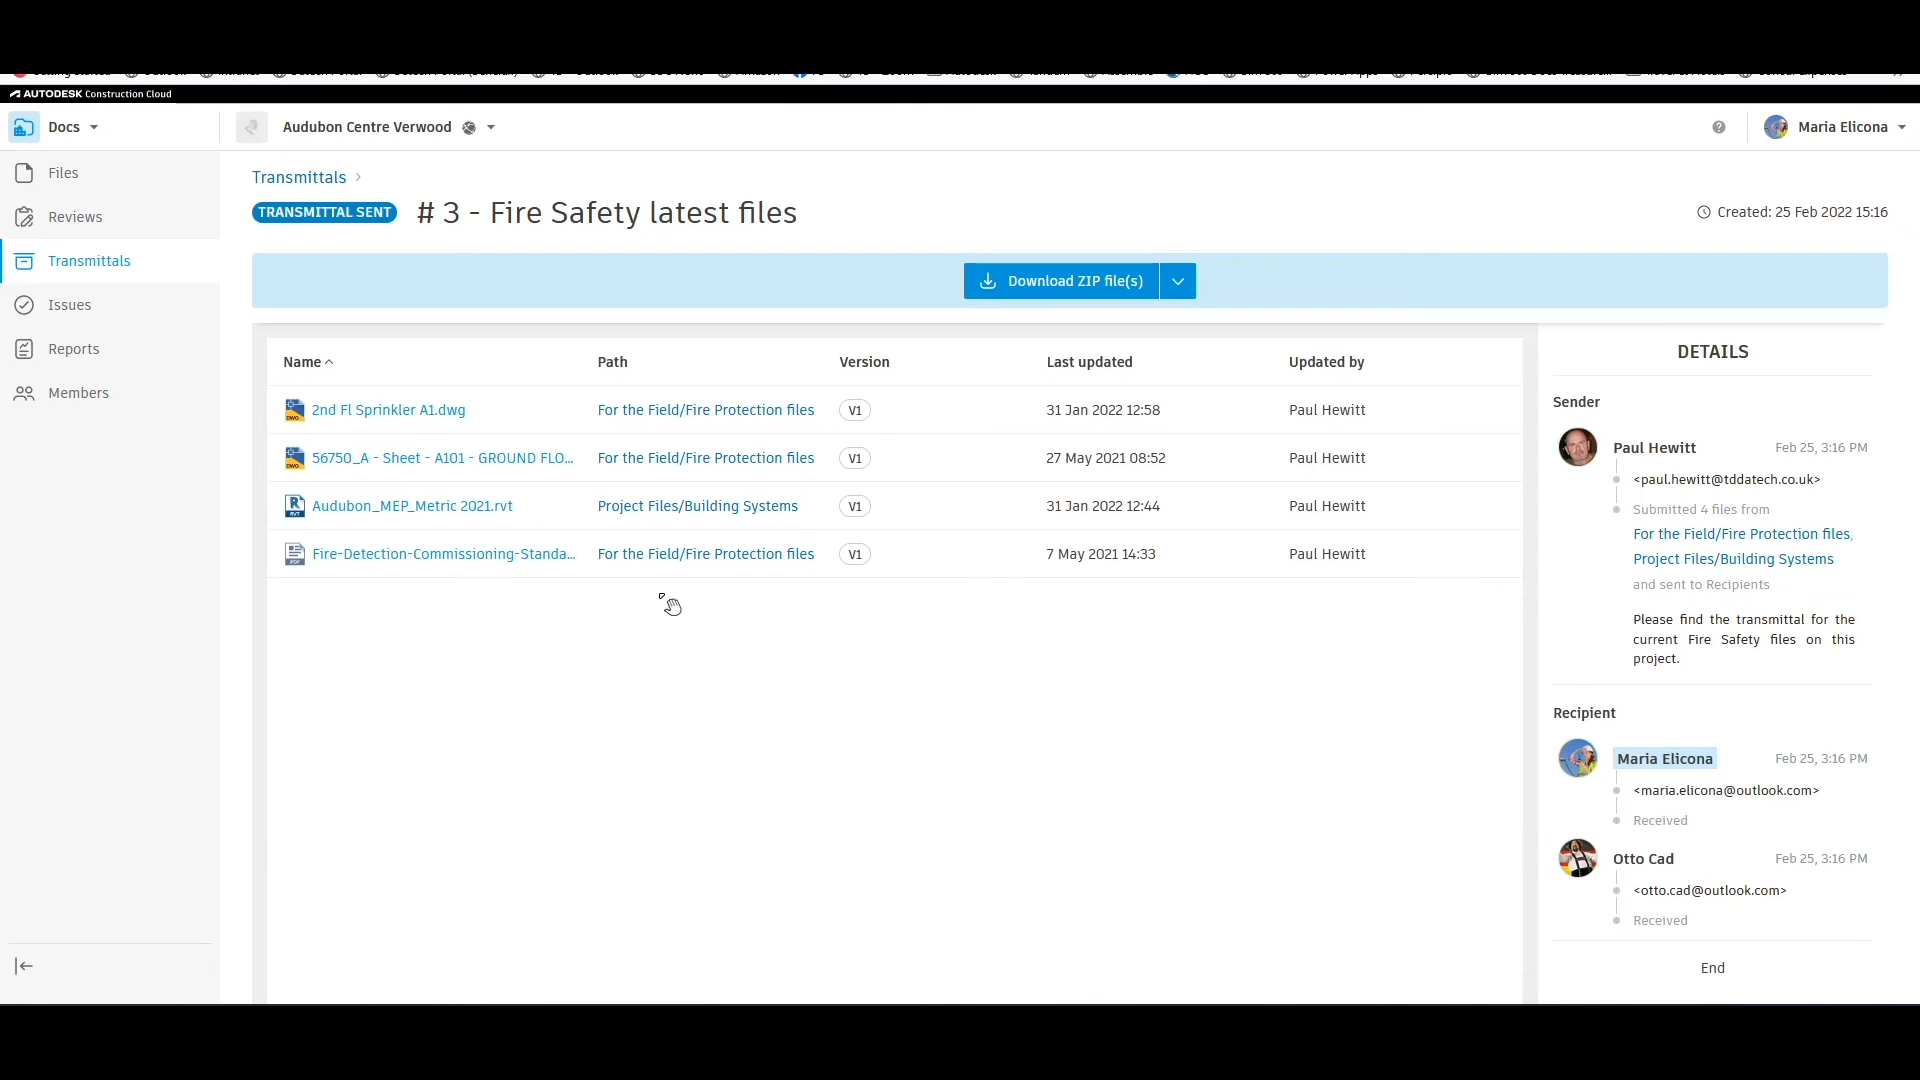 AUTODESK Construction Cloud
Docs
Audubon Centre Verwood
Maria Elicona
Files
Reviews
Transmittals
Issues
Reports
Members
Transmittals
TRANSMITTAL SENT
# 3 - Fire Safety latest files
Created: 25 Feb 2022 15:16
Download ZIP file(s)
Name Path Version Last updated Updated by
2nd Fl Sprinkler A1.dwg For the Field/Fire Protection files V1 31 Jan 2022 12:58 Paul Hewitt
56750_A - Sheet - A101 - GROUND FLO... For the Field/Fire Protection files V1 27 May 2021 08:52 Paul Hewitt
Audubon_MEP_Metric 2021.rvt Project Files/Building Systems V1 31 Jan 2022 12:44 Paul Hewitt
Fire-Detection-Commissioning-Standa... For the Field/Fire Protection files V1 7 May 2021 14:33 Paul Hewitt
DETAILS
Sender
Paul Hewitt Feb 25, 3:16 PM
<paul.hewitt@tddatech.co.uk>
Submitted 4 files from
For the Field/Fire Protection files,
Project Files/Building Systems
and sent to Recipients
Please find the transmittal for the
current Fire Safety files on this
project.
Recipient
Maria Elicona Feb 25, 3:16 PM
<maria.elicona@outlook.com>
Received
Otto Cad Feb 25, 3:16 PM
<otto.cad@outlook.com>
Received
End